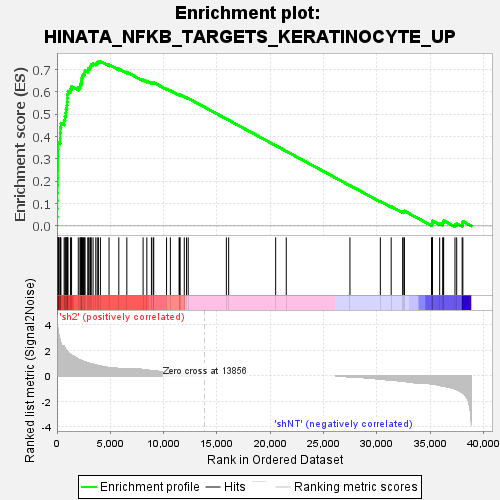 Enrichment plot:
HINATA_NFKB_TARGETS_KERATINOCYTE_UP
Enrichment score (ES)
0.7
0.6
0.5
0.4
0.3
0.2
0.1
0.0
'sh2' (positively correlated)
Ranked list metric (Signal2Noise)
4
2
0
-2
-4
Zero cross at 13856
'shNT' (negatively correlated)
0
5,000
10,000
15,000
20,000
25,000
30,000
35,000
40,000
Rank in Ordered Dataset
Enrichment profile
Hits
Ranking metric scores